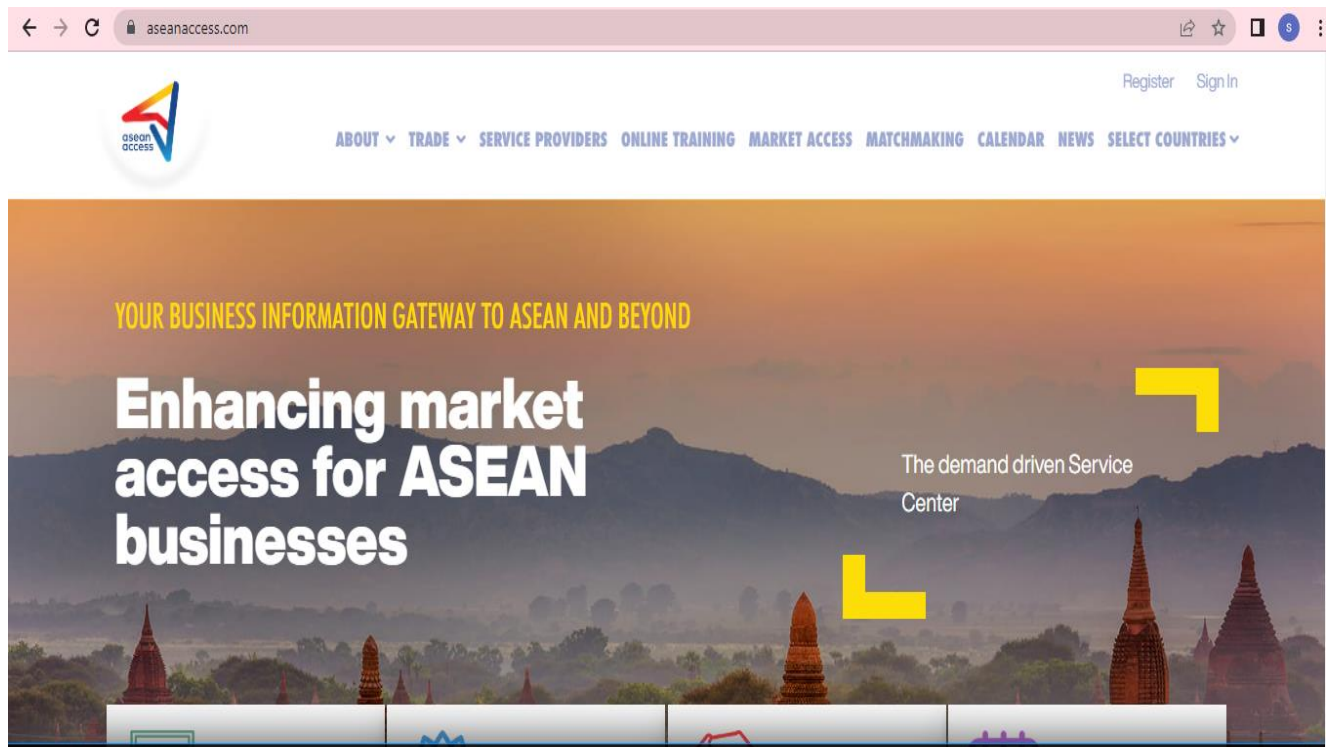 aseanaccess.com
S
Register Sign In
asean
access
ABOUT TRADE SERVICE PROVIDERS ONLINE TRAINING MARKET ACCESS MATCHMAKING CALENDAR NEWS SELECT COUNTRIES
YOUR BUSINESS INFORMATION GATEWAY TO ASEAN AND BEYOND
Enhancing market
access for ASEAN
businesses
The demand driven Service
Center